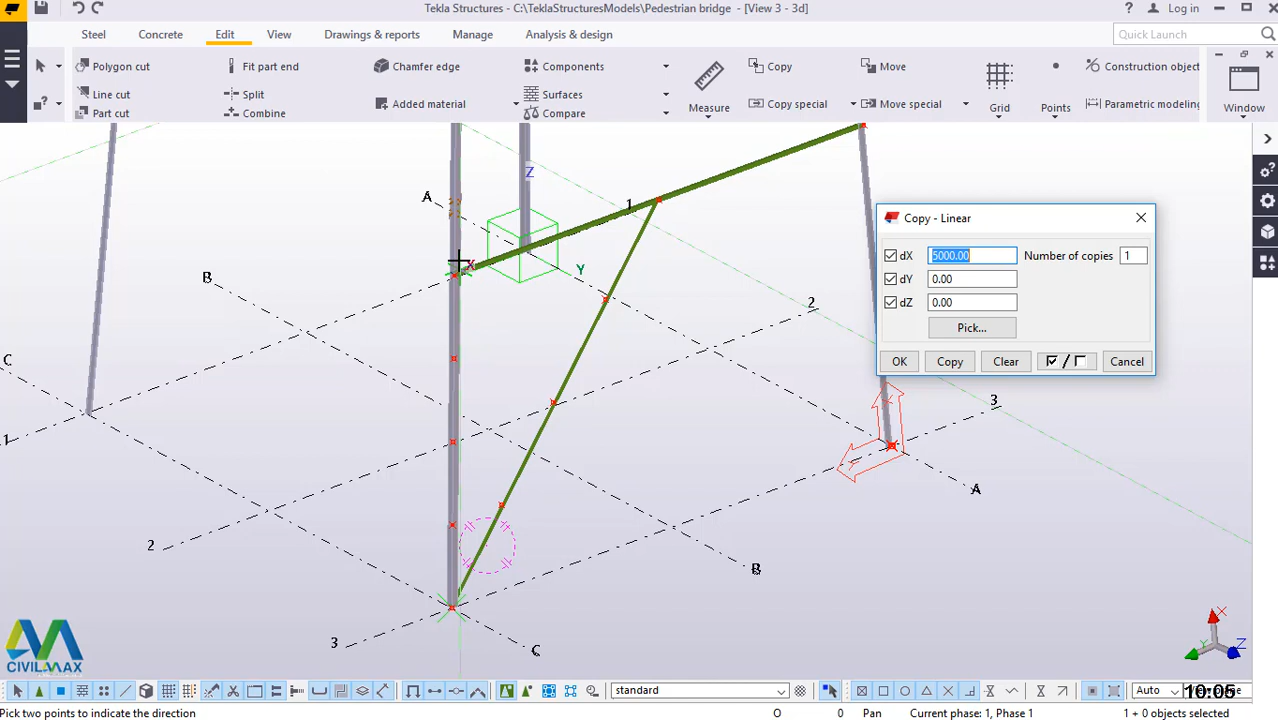 Tekla Structures - C:\TeklaStructuresModels\Pedestrian bridge - [View 3 - 3d]
? Log in
Steel Concrete Edit View Drawings & reports Manage Analysis & design Quick Launch
Polygon cut Fit part end Chamfer edge Components Copy Move Construction object
Line cut Split Added material Surfaces Measure Copy special Move special Grid Points Parametric modeling Window
Part cut Combine Compare
Z
A
1
Copy - Linear
dX 5000.00 Number of copies 1
X
Y
B
dY 0.00
2
dZ 0.00
Pick...
C
OK Copy Clear / Cancel
3
1
A
Y
2
B
3
C
X
Y
Z
CIVILMAX
standard
Auto
View plane
10:05
Pick two points to indicate the direction O 0 Pan Current phase: 1, Phase 1 1 + 0 objects selected